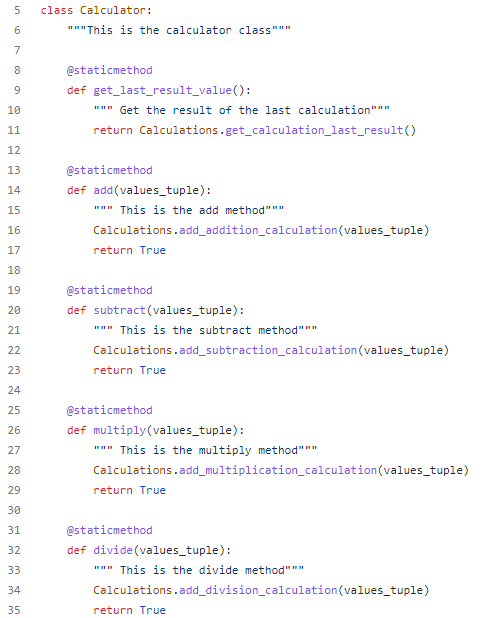 5 class Calculator:
6     """This is the calculator class"""
7
8     @staticmethod
9     def get_last_result_value():
10         """ Get the result of the last calculation"""
11         return Calculations.get_calculation_last_result()
12
13     @staticmethod
14     def add(values_tuple):
15         """ This is the add method"""
16         Calculations.add_addition_calculation(values_tuple)
17         return True
18
19     @staticmethod
20     def subtract(values_tuple):
21         """ This is the subtract method"""
22         Calculations.add_subtraction_calculation(values_tuple)
23         return True
24
25     @staticmethod
26     def multiply(values_tuple):
27         """ This is the multiply method"""
28         Calculations.add_multiplication_calculation(values_tuple)
29         return True
30
31     @staticmethod
32     def divide(values_tuple):
33         """ This is the divide method"""
34         Calculations.add_division_calculation(values_tuple)
35         return True